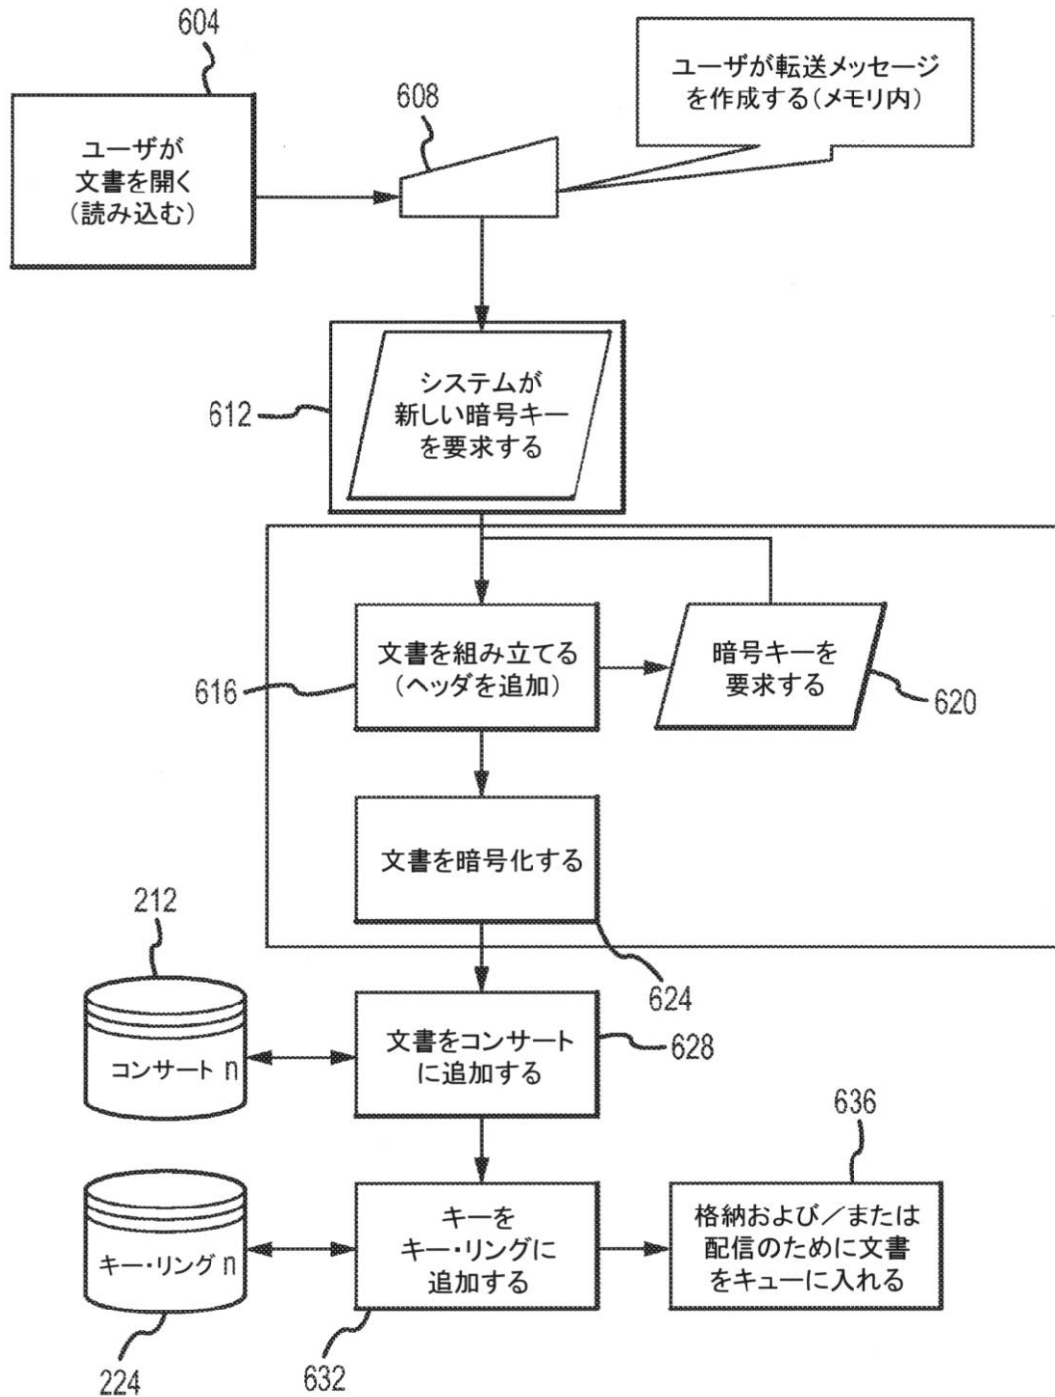 604
ユーザが
文書を開く
(読み込む)
608
ユーザが転送メッセージ
を作成する(メモリ内)
612
システムが
新しい暗号キー
を要求する
616
文書を組み立てる
(ヘッダを追加)
暗号キーを
要求する
620
文書を暗号化する
624
212
コンサート n
文書をコンサート
に追加する
628
キー・リング n
224
キーを
キー・リングに
追加する
632
636
格納および/または
配信のために文書
をキューに入れる